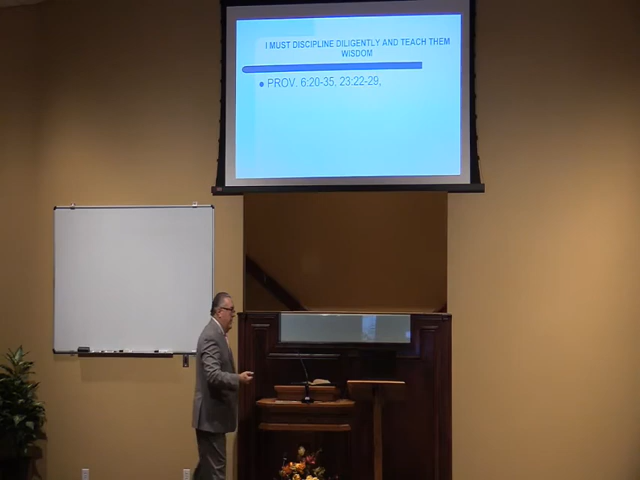 I MUST DISCIPLINE DILIGENTLY AND TEACH THEM
WISDOM
• PROV. 6:20-35, 23:22-29,